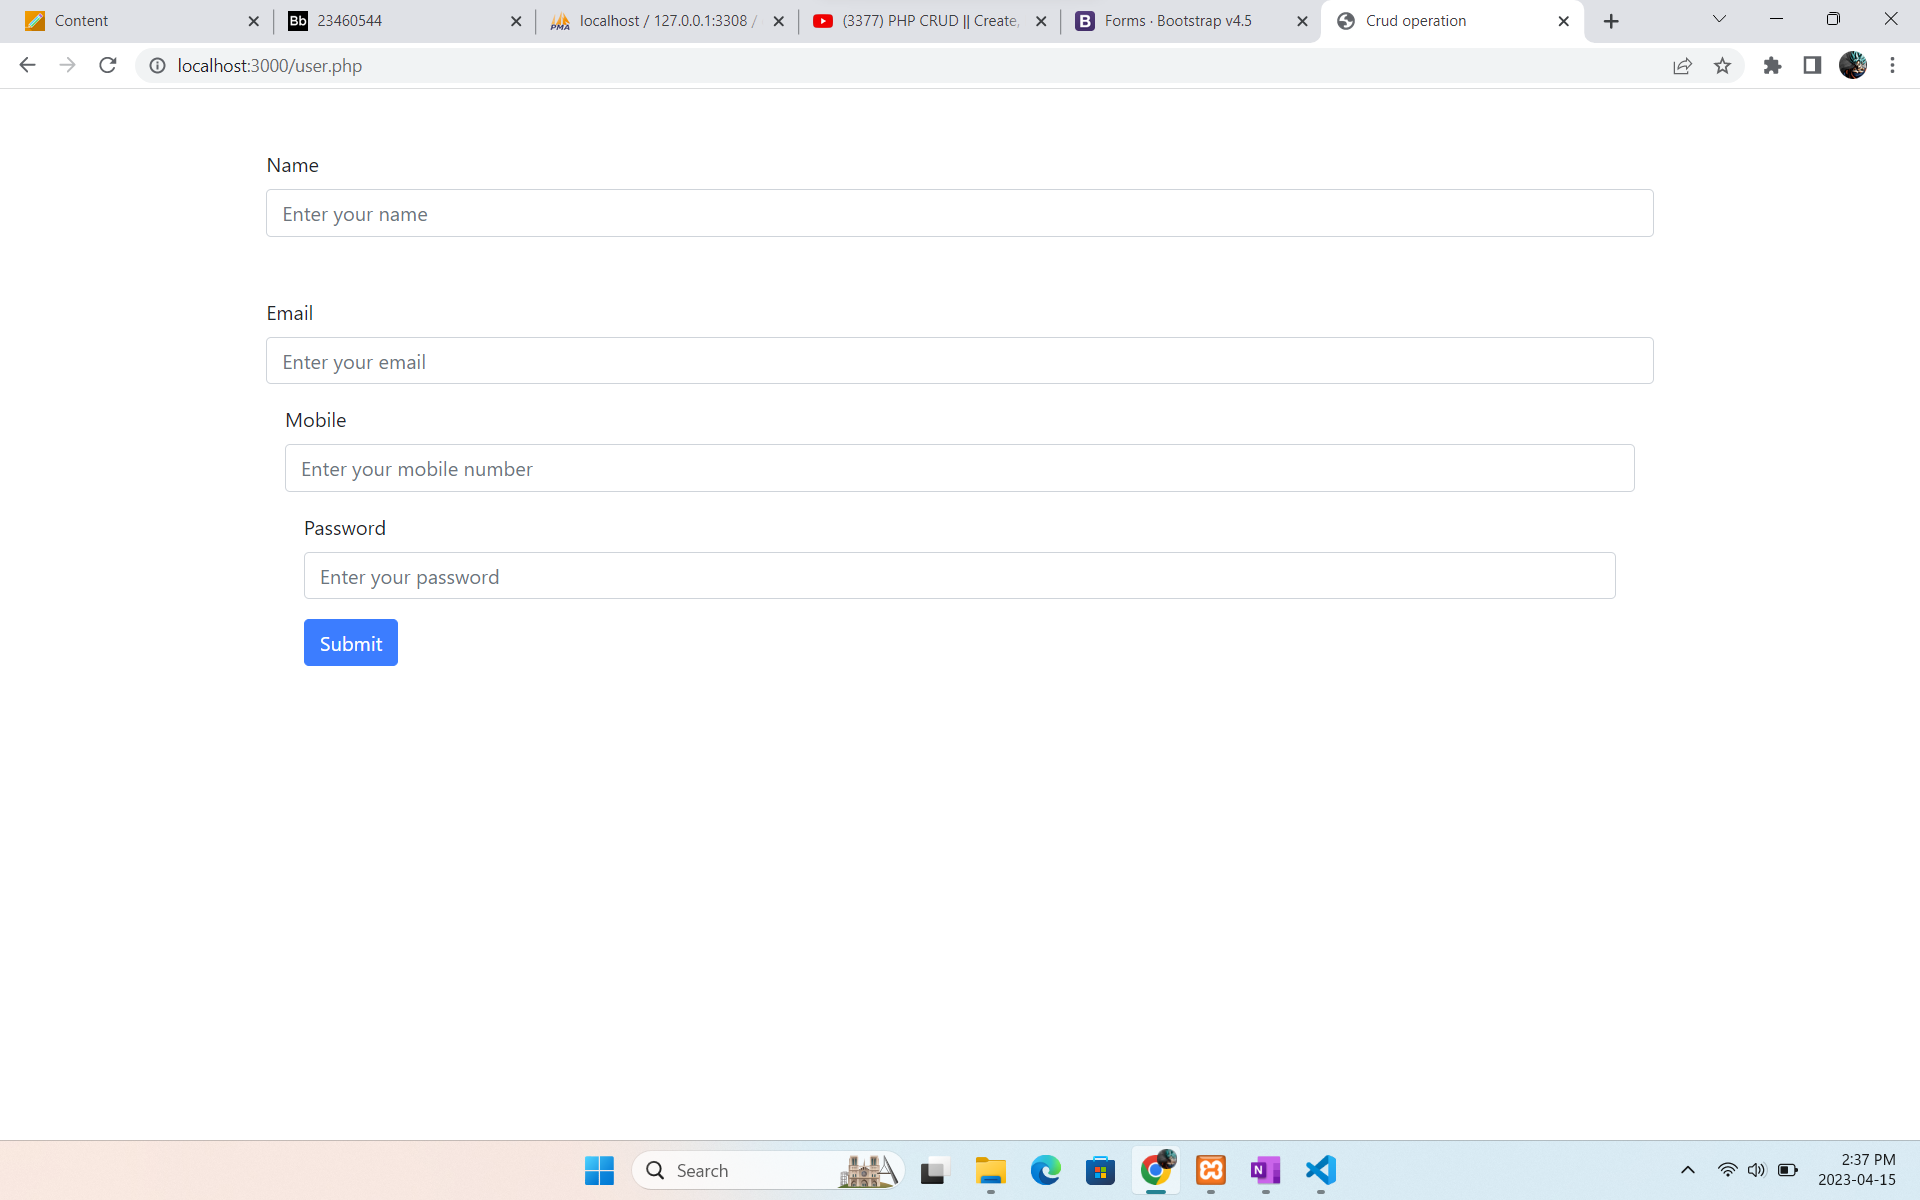 Content
Bb 23460544
PMA localhost / 127.0.0.1:3308 /
(3377) PHP CRUD || Create,
B Forms · Bootstrap v4.5
Crud operation
localhost:3000/user.php
Name
Enter your name
Email
Enter your email
Mobile
Enter your mobile number
Password
Enter your password
Submit
Search
N
2:37 PM
2023-04-15